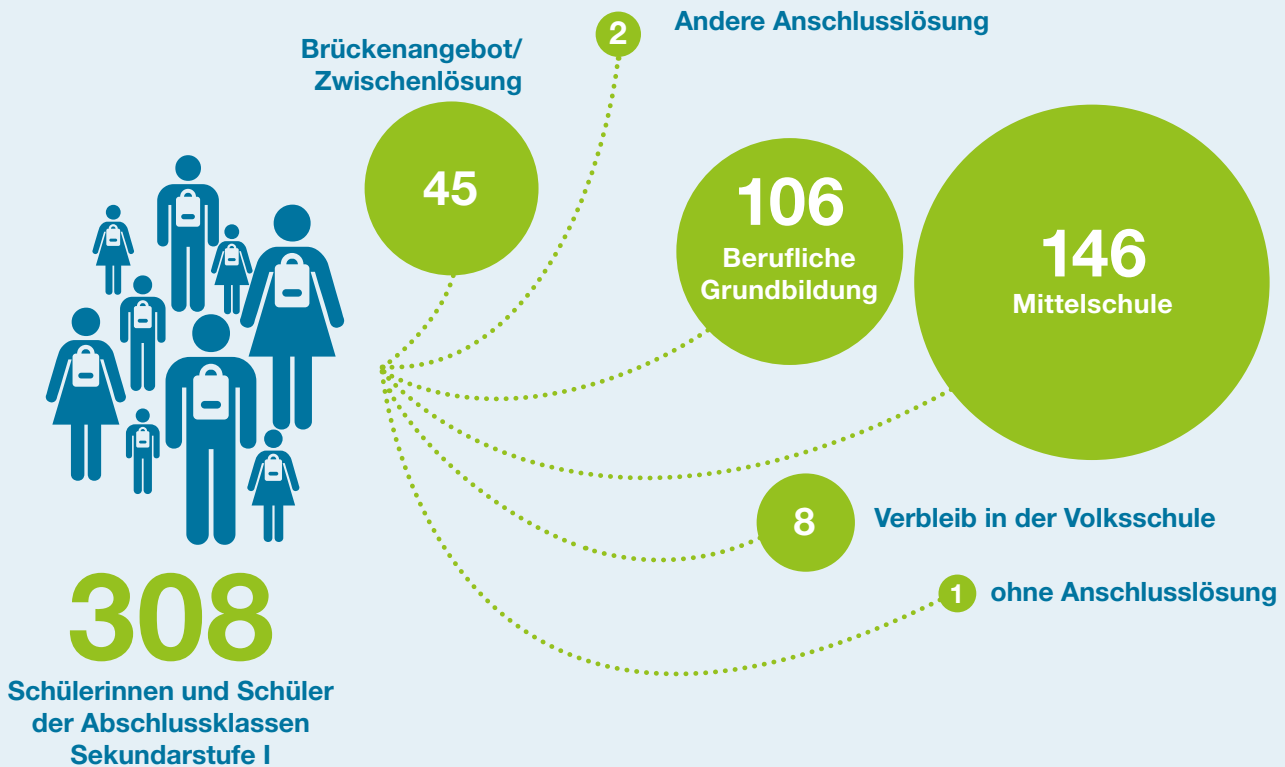 2
Andere Anschlusslösung
Brückenangebot/
Zwischenlösung
45
106
Berufliche
Grundbildung
146
Mittelschule
8
Verbleib in der Volksschule
1
ohne Anschlusslösung
308
Schülerinnen und Schüler
der Abschlussklassen
Sekundarstufe I